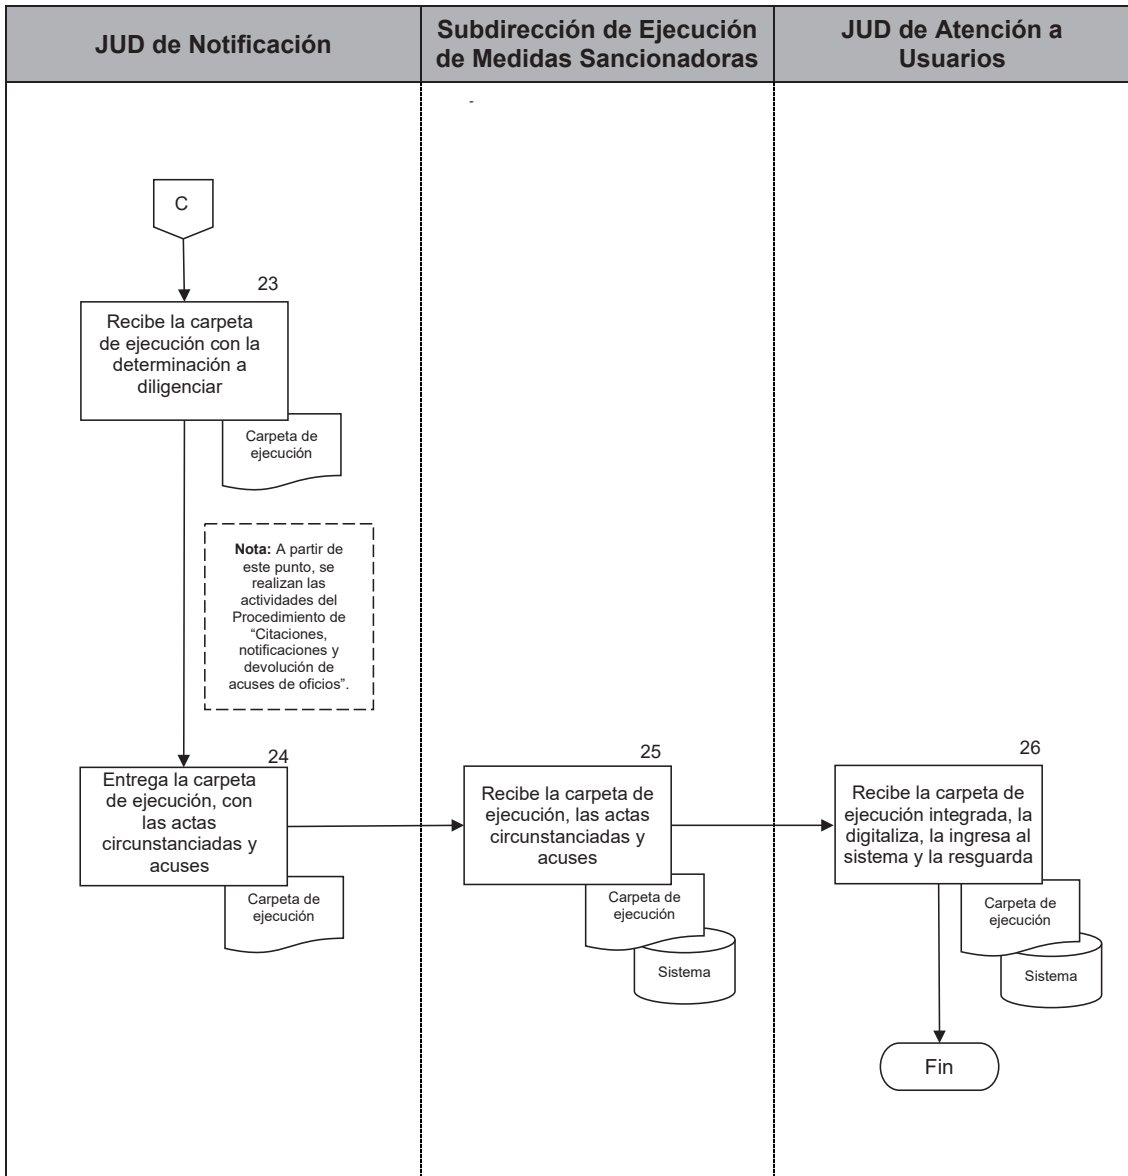 JUD de Notificación
Subdirección de Ejecución
de Medidas Sancionadoras
JUD de Atención a
Usuarios
-
C
23
Recibe la carpeta
de ejecución con la
determinación a
diligenciar
Carpeta de
ejecución
Nota: A partir de
este punto, se
realizan las
actividades del
Procedimiento de
“Citaciones,
notificaciones y
devolución de
acuses de oficios”.
24
Entrega la carpeta
de ejecución, con
las actas
circunstanciadas y
acuses
Carpeta de
ejecución
25
Recibe la carpeta de
ejecución, las actas
circunstanciadas y
acuses
Carpeta de
ejecución
Sistema
26
Recibe la carpeta de
ejecución integrada, la
digitaliza, la ingresa al
sistema y la resguarda
Carpeta de
ejecución
Sistema
Fin